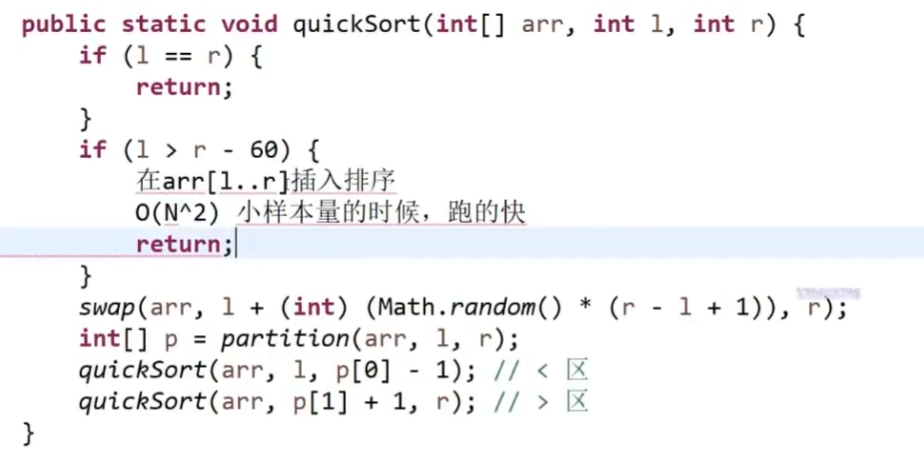 public static void quickSort(int[] arr, int l, int r) {
if (l == r) {
return;
}
if (l > r - 60) {
在arr[l..r]插入排序
O(N^2) 小样本量的时候，跑的快
return;
}
swap(arr, l + (int) (Math.random() * (r - l + 1)), r);
int[] p = partition(arr, l, r);
quickSort(arr, l, p[0] - 1); // < 区
quickSort(arr, p[1] + 1, r); // > 区
}